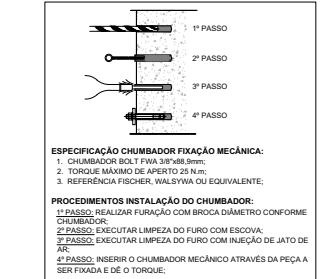 1º PASSO
2º PASSO
3º PASSO
4º PASSO
ESPECIFICAÇÃO CHUMBADOR FIXAÇÃO MECÂNICA:
1. CHUMBADOR BOLT FWA 3/8"x88,9mm;
2. TORQUE MÁXIMO DE APERTO 25 N.m;
3. REFERÊNCIA FISCHER, WALSYWA OU EQUIVALENTE;
PROCEDIMENTOS INSTALAÇÃO DO CHUMBADOR:
1º PASSO: REALIZAR FURAÇÃO COM BROCA DIÂMETRO CONFORME
CHUMBADOR;
2º PASSO: EXECUTAR LIMPEZA DO FURO COM ESCOVA;
3º PASSO: EXECUTAR LIMPEZA DO FURO COM INJEÇÃO DE JATO DE
AR;
4º PASSO: INSERIR O CHUMBADOR MECÂNICO ATRAVÉS DA PEÇA A
SER FIXADA E DÊ O TORQUE;